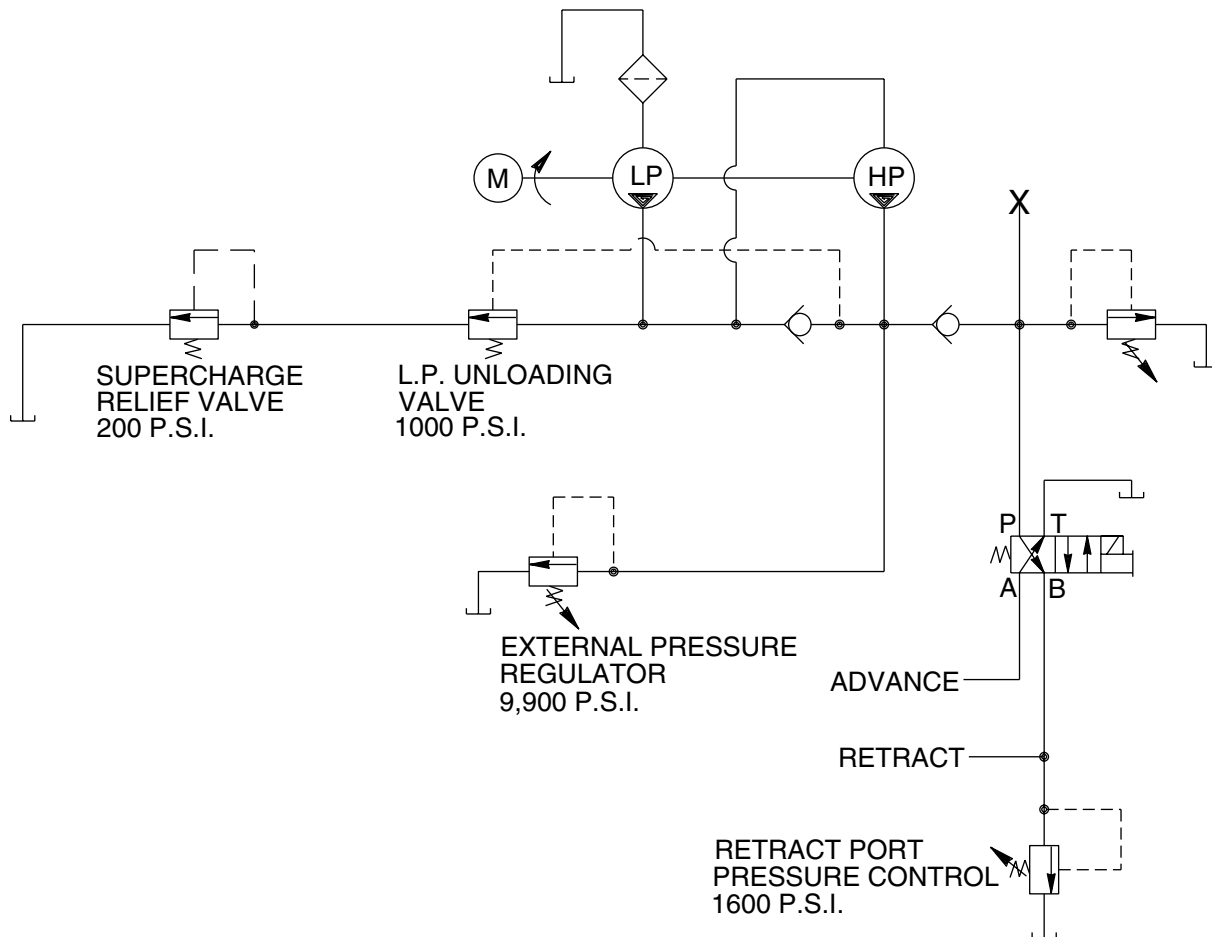 M
LP
HP
X
SUPERCHARGE
RELIEF VALVE
200 P.S.I.
L.P. UNLOADING
VALVE
1000 P.S.I.
P T
A B
EXTERNAL PRESSURE
REGULATOR
9,900 P.S.I.
ADVANCE
RETRACT
RETRACT PORT
PRESSURE CONTROL
1600 P.S.I.